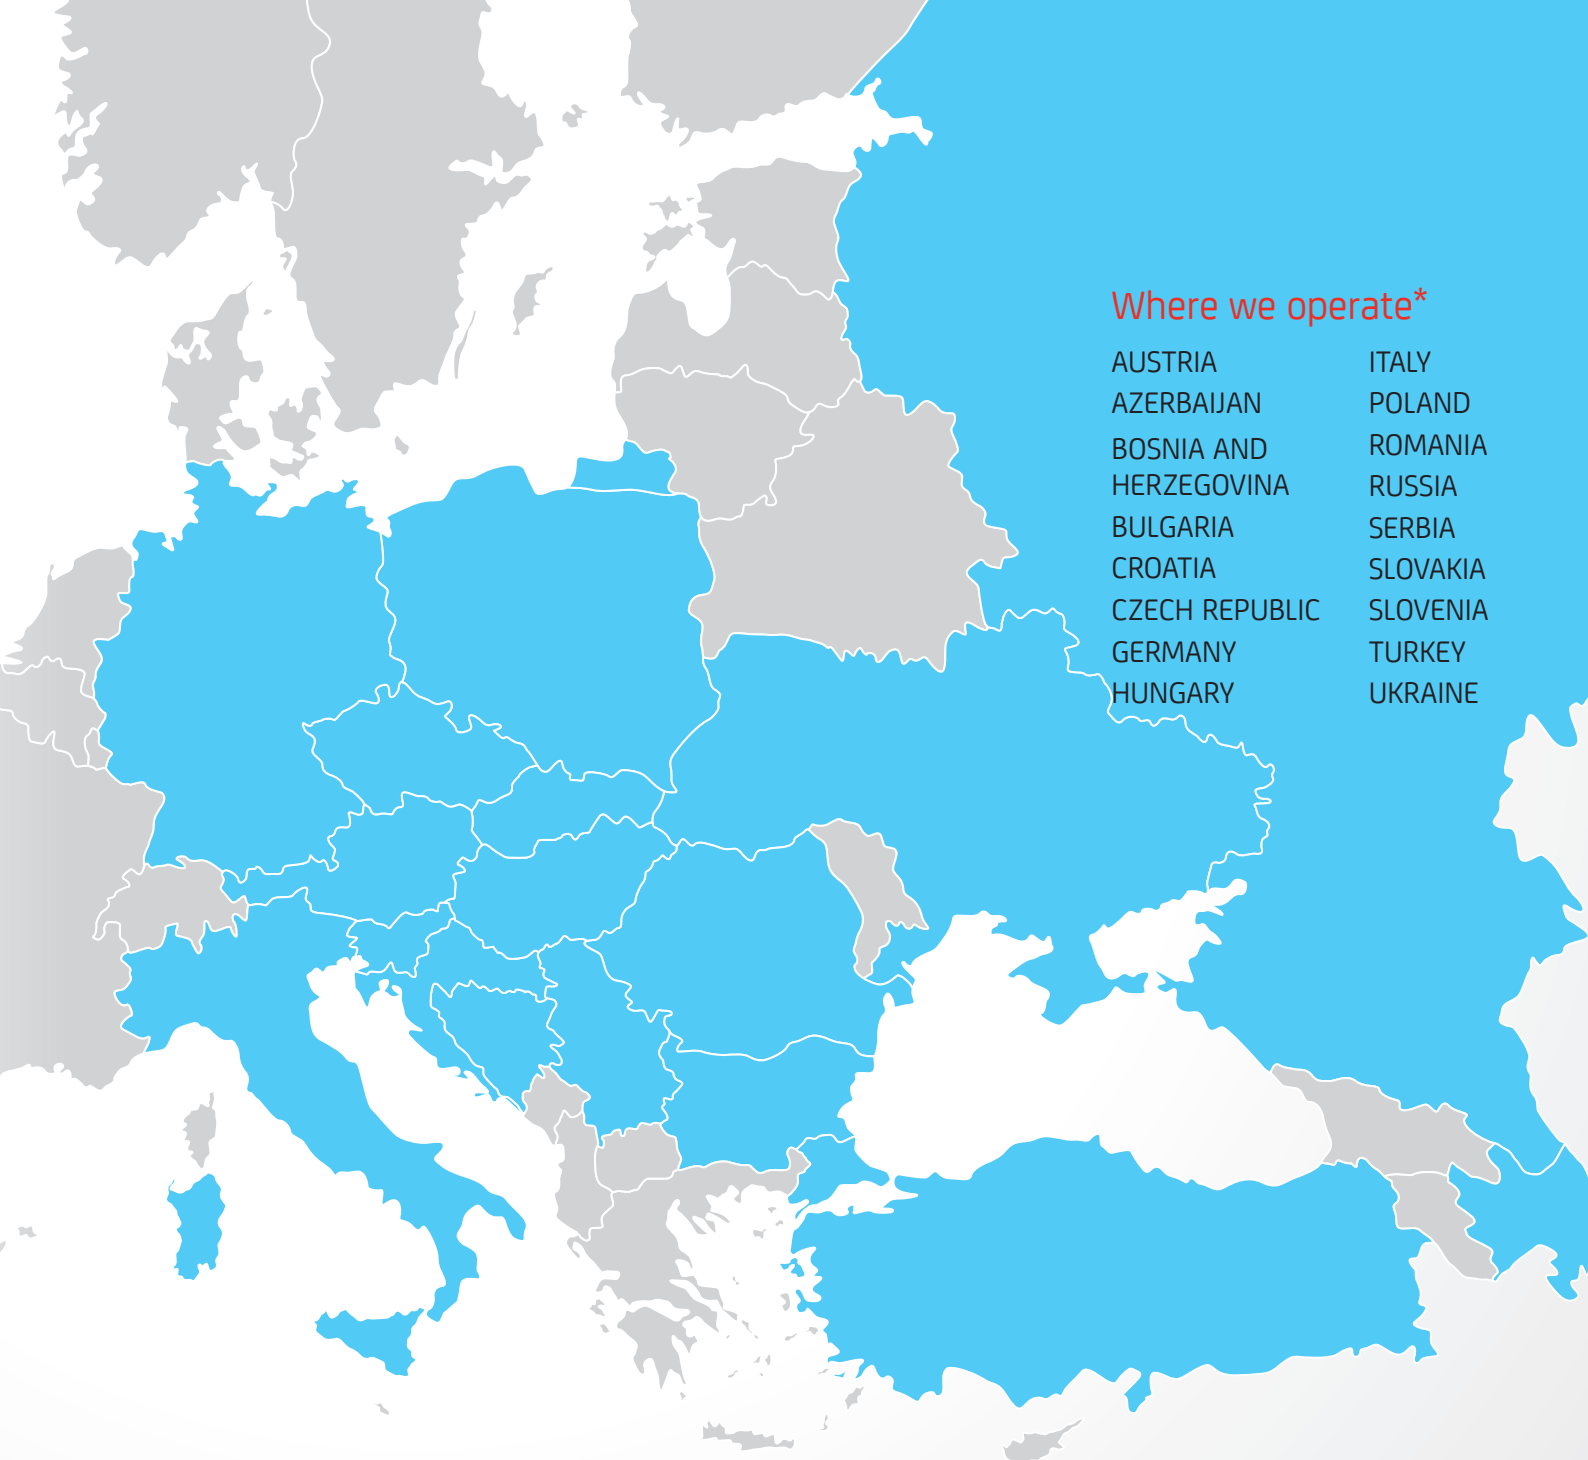 Where we operate*
AUSTRIA
AZERBAIJAN
BOSNIA AND
HERZEGOVINA
BULGARIA
CROATIA
CZECH REPUBLIC
GERMANY
HUNGARY
ITALY
POLAND
ROMANIA
RUSSIA
SERBIA
SLOVAKIA
SLOVENIA
TURKEY
UKRAINE